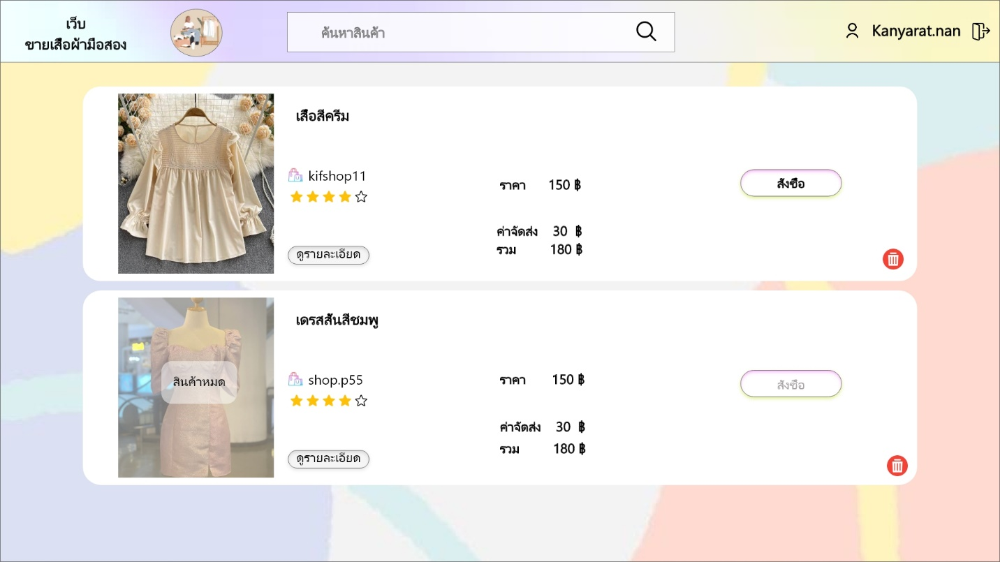 เว็บ
ขายเสื้อผ้ามือสอง
ค้นหาสินค้า
Kanyarat.nan
เสื้อสีครีม
kifshop11
ราคา 150 ฿
สั่งซื้อ
ค่าจัดส่ง 30 ฿
รวม 180 ฿
ดูรายละเอียด
เดรสสั้นสีชมพู
สินค้าหมด
shop.p55
ราคา 150 ฿
สั่งซื้อ
ค่าจัดส่ง 30 ฿
รวม 180 ฿
ดูรายละเอียด